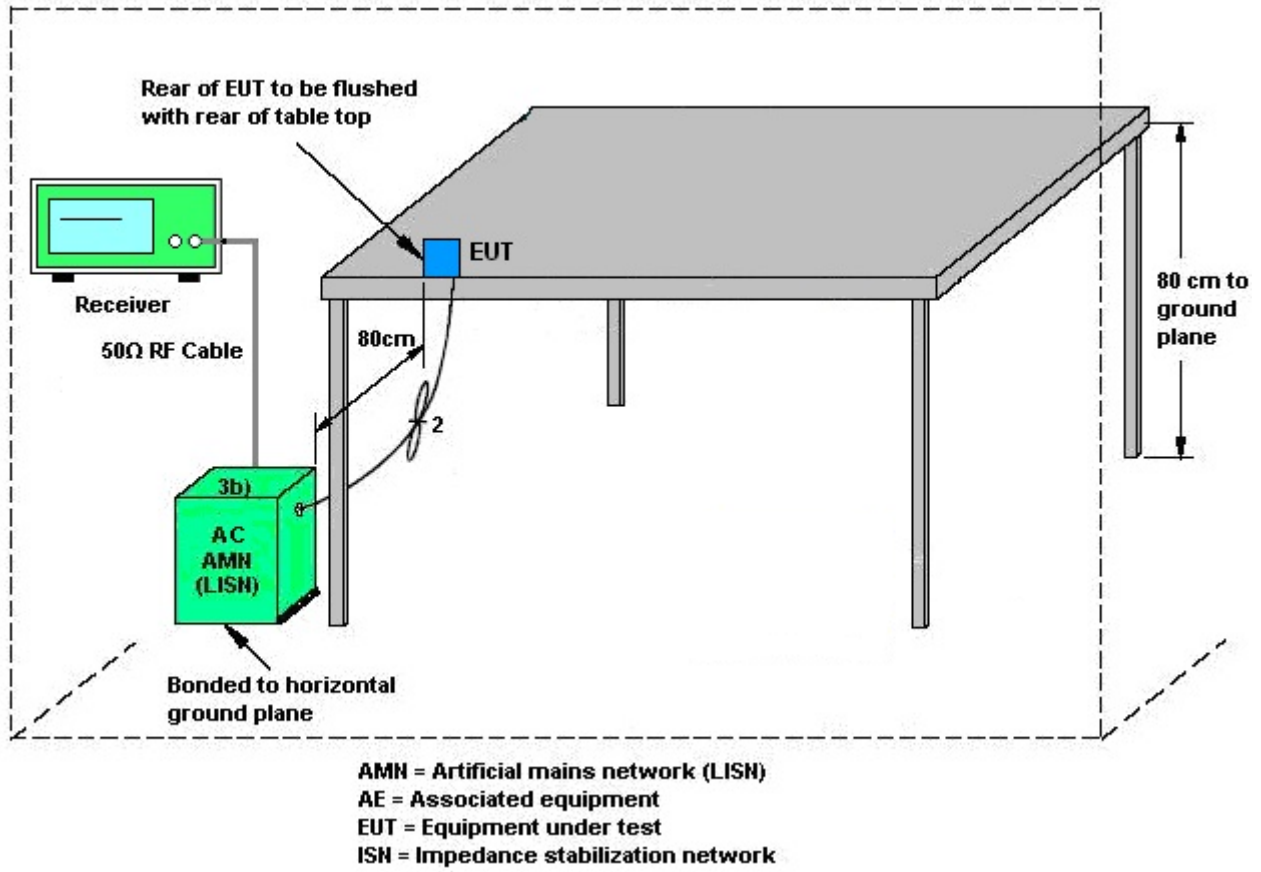 Rear of EUT to be flushed
with rear of table top
EUT
Receiver
80cm
80 cm to
ground
plane
50Ω RF Cable
2
3b)
AC
AMN
(LISN)
Bonded to horizontal
ground plane
AMN = Artificial mains network (LISN)
AE = Associated equipment
EUT = Equipment under test
ISN = Impedance stabilization network